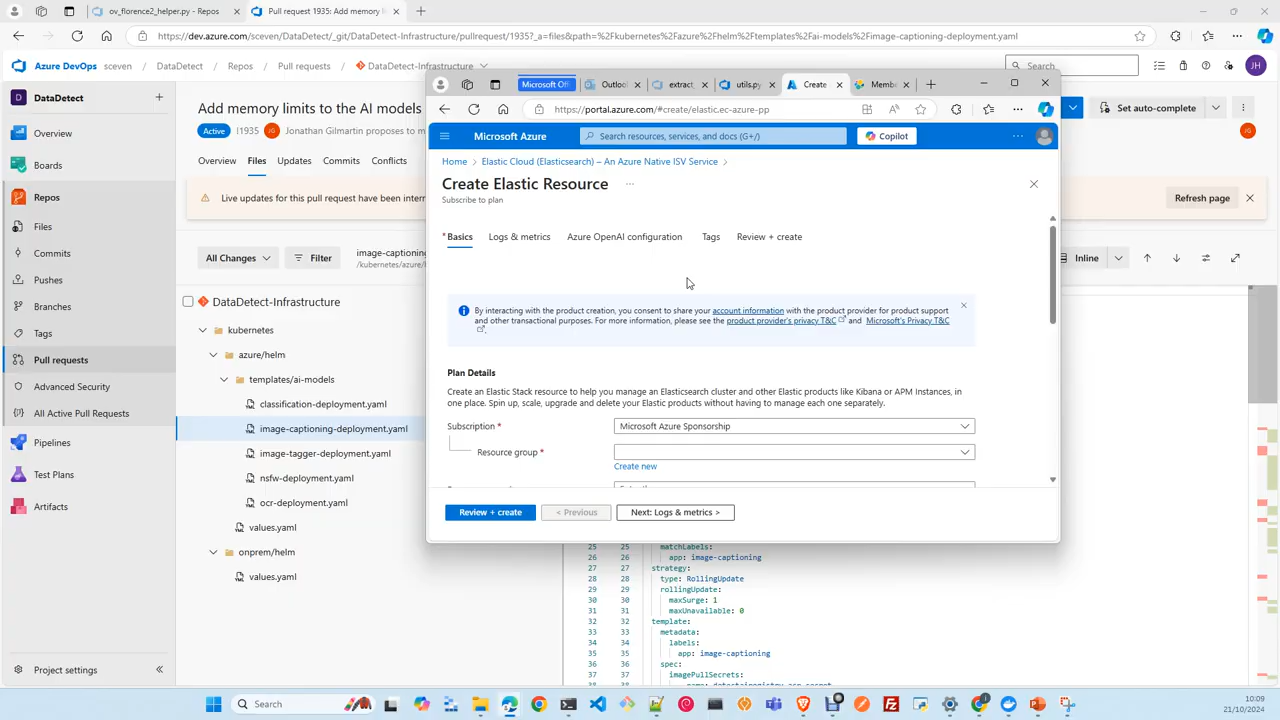 ov_florence2_helper.py - Repos
Pull request 1935: Add memory l
https://dev.azure.com/sceven/DataDetect/_git/DataDetect-Infrastructure/pullrequest/1935?_a=files&path=%2Fkubernetes%2Fazure%2Fhelm%2Ftemplates%2Fai-models%2Fimage-captioning-deployment.yaml
Azure DevOps
sceven
DataDetect
Repos
Pull requests
DataDetect-Infrastructure
Search
JH
DataDetect
Overview
Boards
Repos
Files
Commits
Pushes
Branches
Tags
Pull requests
Advanced Security
All Active Pull Requests
Pipelines
Test Plans
Artifacts
Project settings
Add memory limits to the AI models
Active
!1935
Jonathan Gilmartin proposes to m
Set auto-complete
Overview
Files
Updates
Commits
Conflicts
Live updates for this pull request have been inter
Refresh page
All Changes
Filter
image-captioning
/kubernetes/azure/
Inline
DataDetect-Infrastructure
kubernetes
azure/helm
templates/ai-models
classification-deployment.yaml
image-captioning-deployment.yaml
image-tagger-deployment.yaml
nsfw-deployment.yaml
ocr-deployment.yaml
values.yaml
onprem/helm
values.yaml
Microsoft Off
Outlool
extract_
utils.py
Create
Memb
https://portal.azure.com/#create/elastic.ec-azure-pp
Microsoft Azure
Search resources, services, and docs (G+/)
Copilot
Home
Elastic Cloud (Elasticsearch) – An Azure Native ISV Service
Create Elastic Resource
Subscribe to plan
* Basics
Logs & metrics
Azure OpenAI configuration
Tags
Review + create
By interacting with the product creation, you consent to share your account information with the product provider for product support
and other transactional purposes. For more information, please see the product provider's privacy T&C and Microsoft's Privacy T&C
.
Plan Details
Create an Elastic Stack resource to help you manage an Elasticsearch cluster and other Elastic products like Kibana or APM Instances, in
one place. Spin up, scale, upgrade and delete your Elastic products without having to manage each one separately.
Subscription *
Microsoft Azure Sponsorship
Resource group *
Create new
Review + create
< Previous
Next: Logs & metrics >
25 25 matchLabels:
26 26 app: image-captioning
27 27 strategy:
28 28 type: RollingUpdate
29 29 rollingUpdate:
30 30 maxSurge: 1
31 31 maxUnavailable: 0
32 32 template:
33 33 metadata:
34 34 labels:
35 35 app: image-captioning
36 36 spec:
37 37 imagePullSecrets:
Search
10:09
21/10/2024